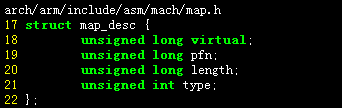 arch/arm/include/asm/mach/map.h
17 struct map_desc {
18         unsigned long virtual;
19         unsigned long pfn;
20         unsigned long length;
21         unsigned int type;
22 };